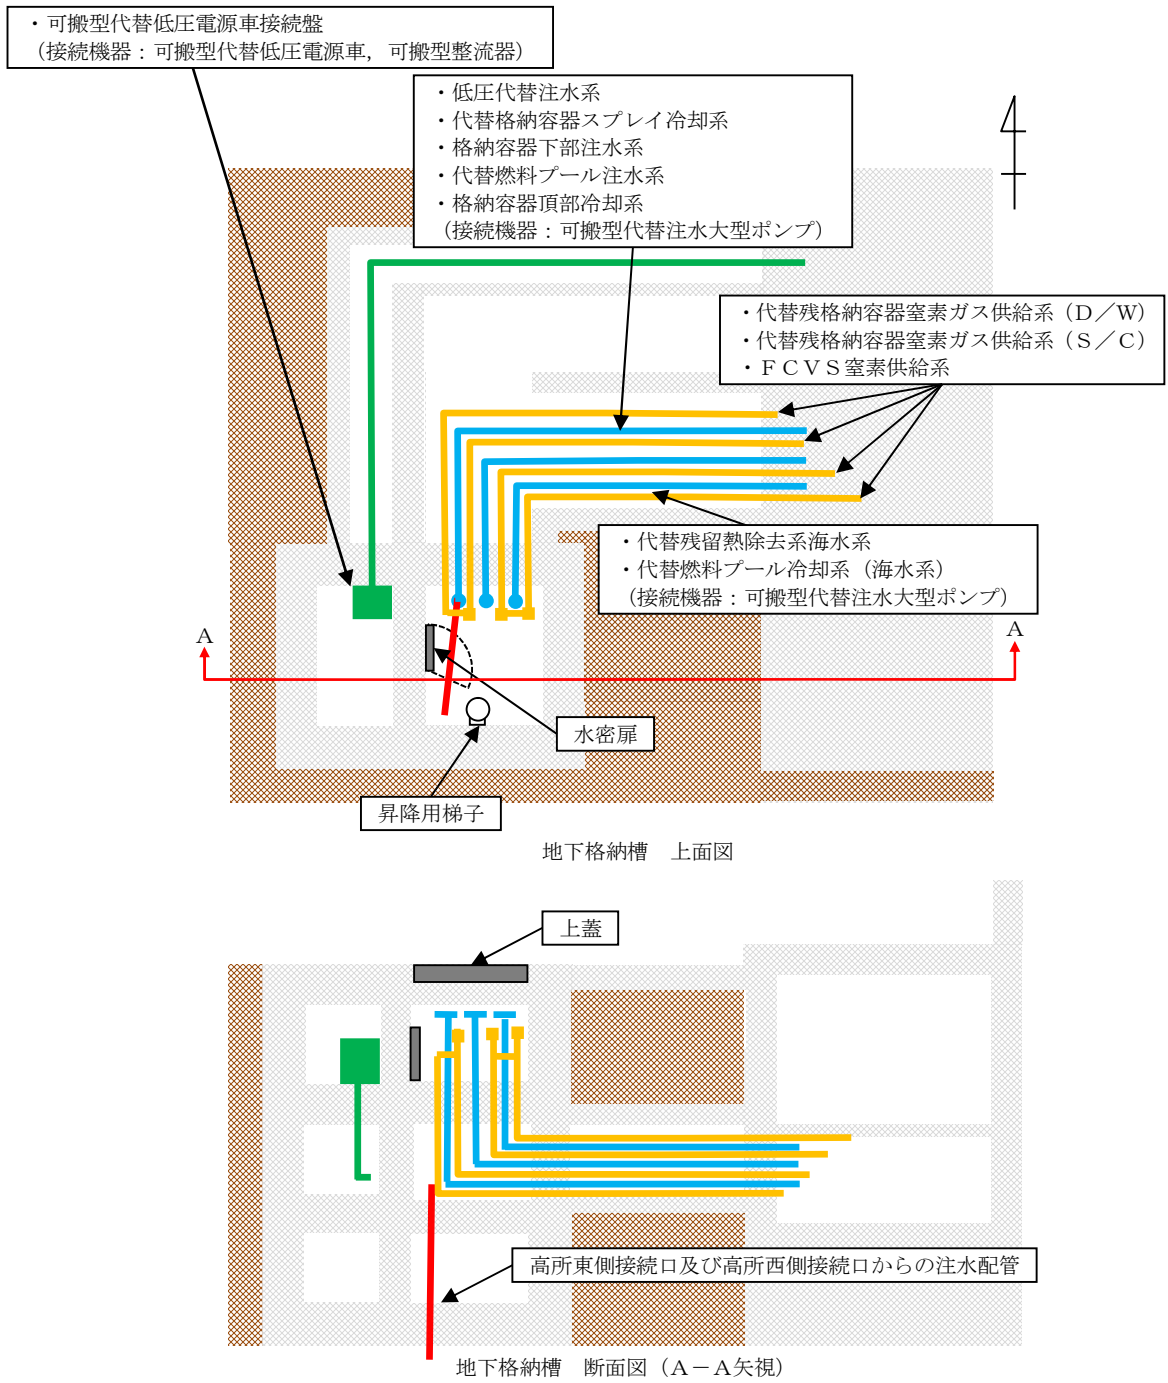 ・可搬型代替低圧電源車接続盤
（接続機器：可搬型代替低圧電源車，可搬型整流器）
・低圧代替注水系
・代替格納容器スプレイ冷却系
・格納容器下部注水系
・代替燃料プール注水系
・格納容器頂部冷却系
（接続機器：可搬型代替注水大型ポンプ）
・代替残格納容器窒素ガス供給系（Ｄ／Ｗ）
・代替残格納容器窒素ガス供給系（Ｓ／Ｃ）
・ＦＣＶＳ窒素供給系
・代替残留熱除去系海水系
・代替燃料プール冷却系（海水系）
（接続機器：可搬型代替注水大型ポンプ）
A
A
水密扉
昇降用梯子
地下格納槽　上面図
上蓋
高所東側接続口及び高所西側接続口からの注水配管
地下格納槽　断面図（Ａ－Ａ矢視）